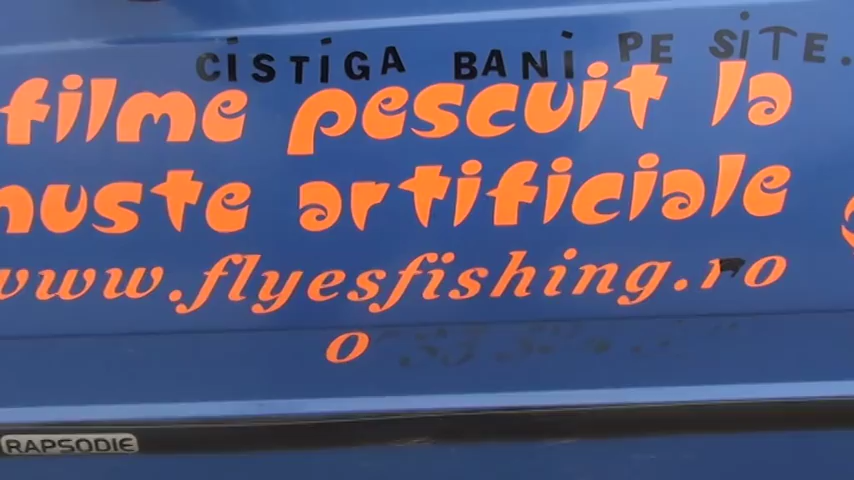 CISTIGA BANI PE SITE.
filme pescuit la
muste artificiale
www.flyesfishing.ro
o
RAPSODIE